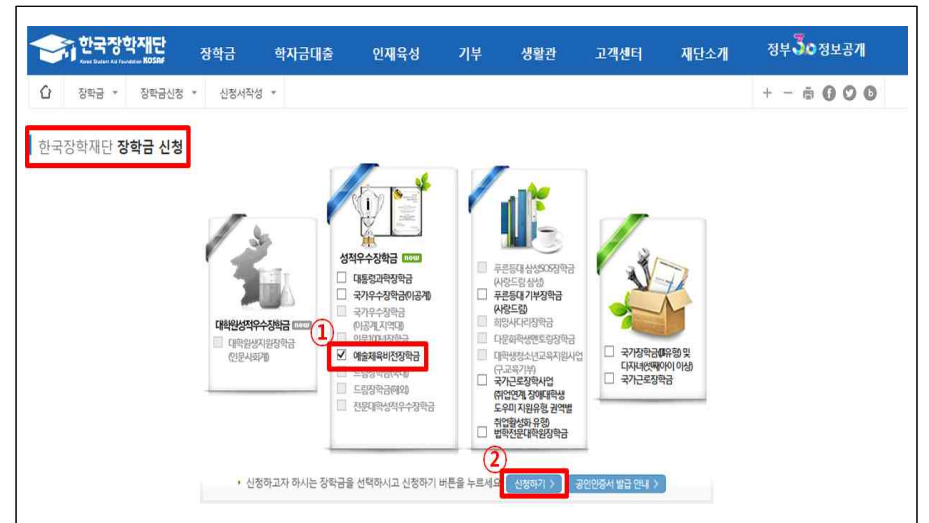 한국장학재단
Korea Student Aid Foundation KOSAF
장학금 학자금대출 인재육성 기부 생활관 고객센터 재단소개 정부3.0 정보공개
장학금 장학금신청 신청서작성
한국장학재단 장학금 신청
대학원성적우수장학금 new
대학원생지원장학금
(인문사회계)
성적우수장학금 new
대통령과학장학금
국가우수장학금(이공계)
국가우수장학금
(이공계,지역대)
인문100년장학금
①
예술체육비전장학금
드림장학금(국내)
드림장학금(해외)
전문대학성적우수장학금
푸른등대 삼성SOS장학금
(사랑드림 삼성)
푸른등대 기부장학금
(사랑드림)
희망사다리장학금
다문화학생멘토링장학금
대학생청소년교육지원사업
(구.교육기부)
국가근로장학사업
(취업연계, 장애대학생
도우미 지원유형, 권역별
취업활성화 유형)
법학전문대학원장학금
다자녀(셋째아이 이상)
국가근로장학금
②
신청하고자 하시는 장학금을 선택하시고 신청하기 버튼을 누르세요
신청하기 >
공인인증서 발급 안내 >